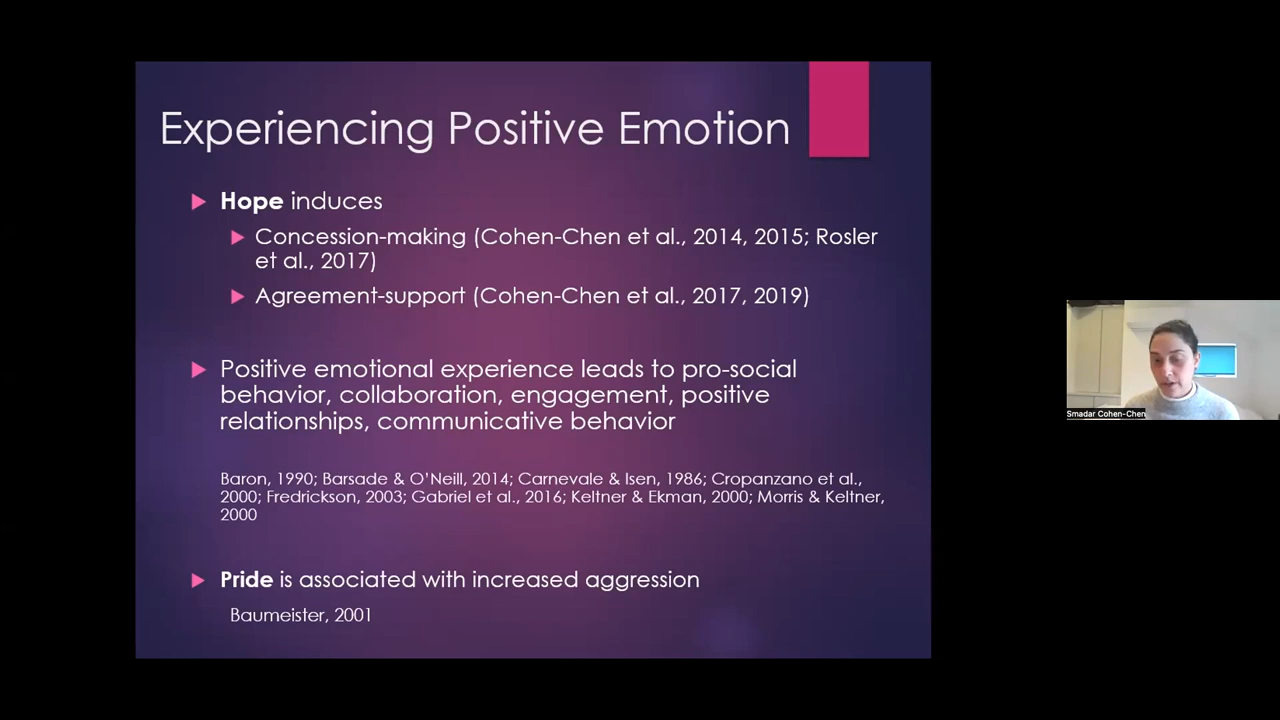 Experiencing Positive Emotion
Hope induces
Concession-making (Cohen-Chen et al., 2014, 2015; Rosler
et al., 2017)
Agreement-support (Cohen-Chen et al., 2017, 2019)
Positive emotional experience leads to pro-social
behavior, collaboration, engagement, positive
relationships, communicative behavior
Baron, 1990; Barsade & O’Neill, 2014; Carnevale & Isen, 1986; Cropanzano et al.,
2000; Fredrickson, 2003; Gabriel et al., 2016; Keltner & Ekman, 2000; Morris & Keltner,
2000
Pride is associated with increased aggression
Baumeister, 2001
Smadar Cohen-Chen